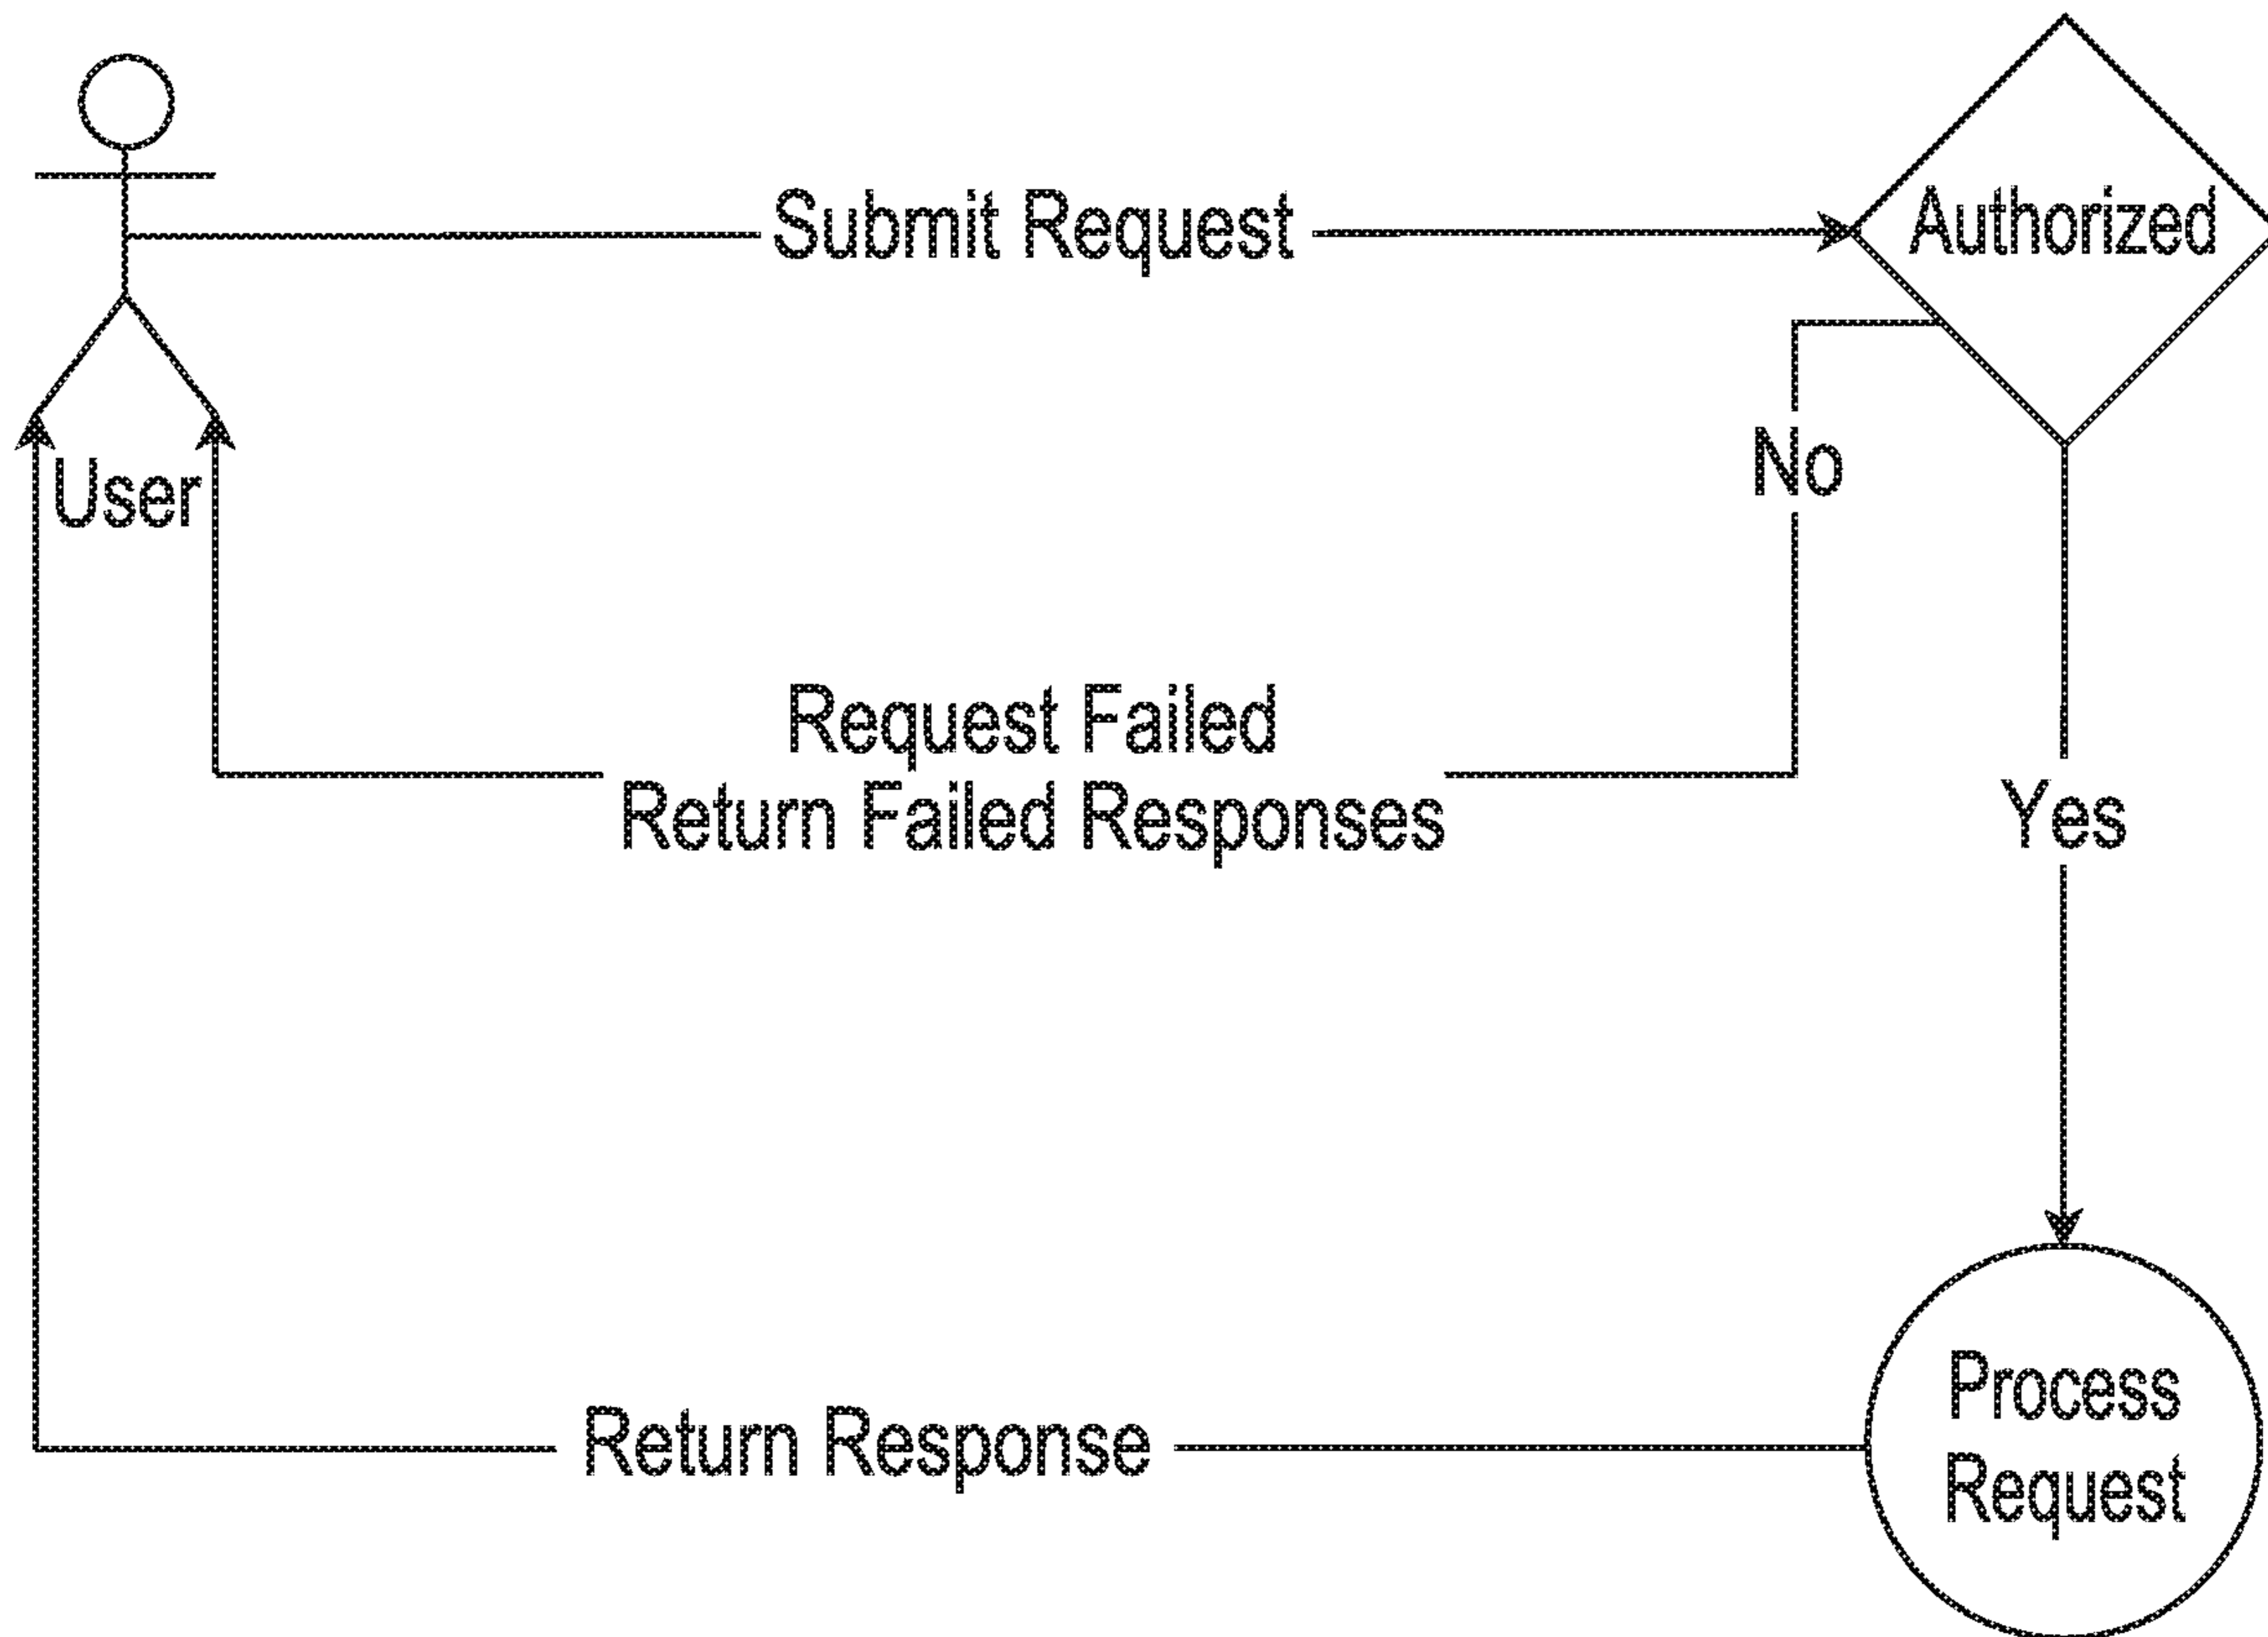 Submit Request
Authorized
User
No
Request Failed
Return Failed Responses
Yes
Process
Request
Return Response